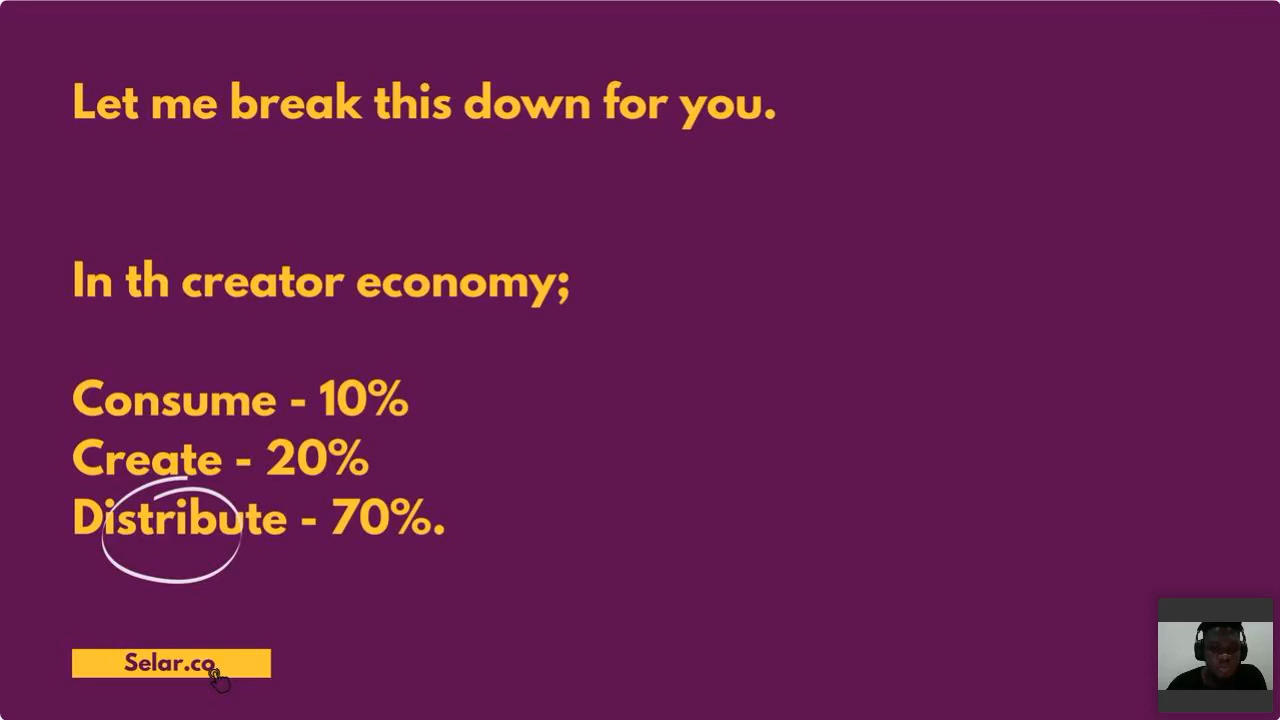 Let me break this down for you.
In th creator economy;
Consume - 10%
Create - 20%
Distribute - 70%.
Selar.co